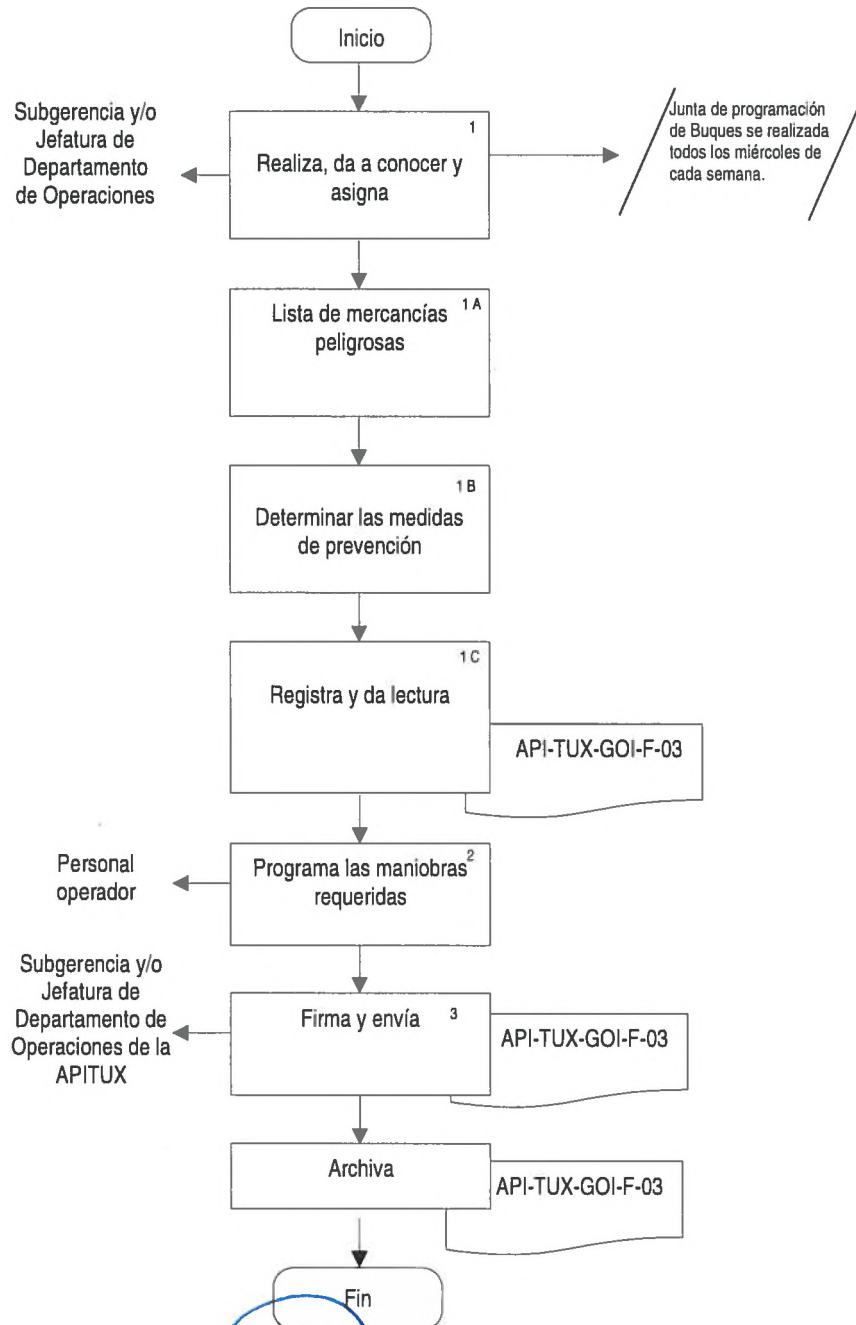 Inicio
Subgerencia y/o
Jefatura de
Departamento
de Operaciones
1
Realiza, da a conocer y
asigna
Junta de programación
de Buques se realizada
todos los miércoles de
cada semana.
1 A
Lista de mercancías
peligrosas
1 B
Determinar las medidas
de prevención
1 C
Registra y da lectura
API-TUX-GOI-F-03
Personal
operador
Programa las maniobras 2
requeridas
Subgerencia y/o
Jefatura de
Departamento de
Operaciones de la
APITUX
Firma y envía 3
API-TUX-GOI-F-03
Archiva
API-TUX-GOI-F-03
Fin